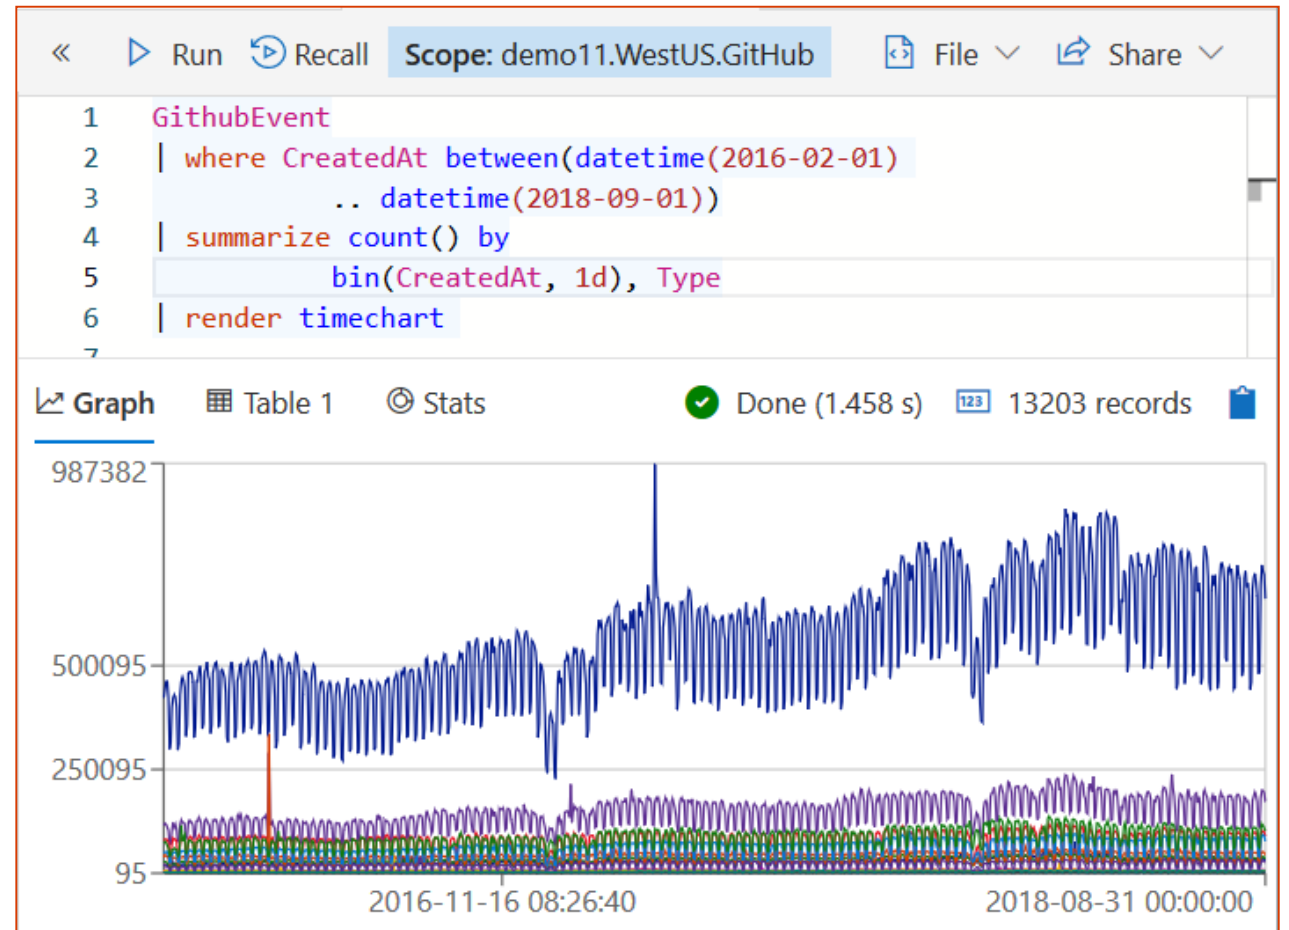 « Run Recall Scope: demo11.WestUS.GitHub File Share
1 GithubEvent
2 | where CreatedAt between(datetime(2016-02-01)
3 .. datetime(2018-09-01))
4 | summarize count() by
5 bin(CreatedAt, 1d), Type
6 | render timechart
7
Graph Table 1 Stats Done (1.458 s) 123 13203 records
987382
500095
250095
95
2016-11-16 08:26:40 2018-08-31 00:00:00